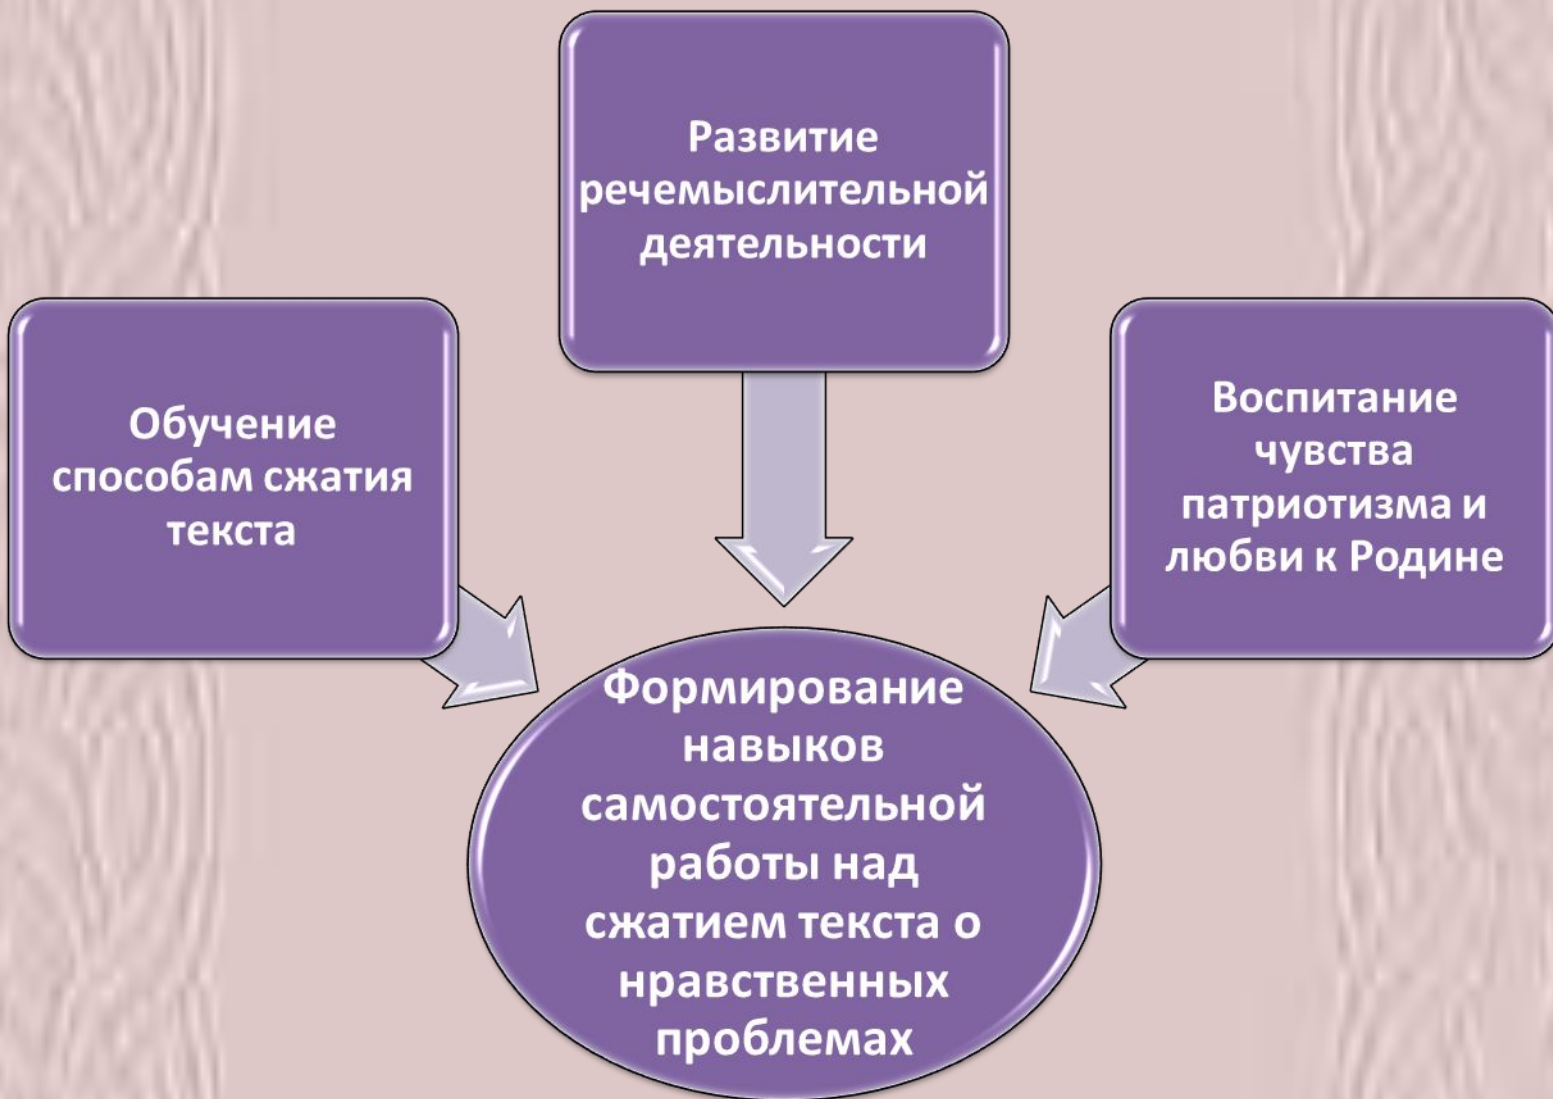 Развитие
речемыслительной
деятельности
Обучение
способам сжатия
текста
Воспитание
чувства
патриотизма и
любви к Родине
Формирование
навыков
самостоятельной
работы над
сжатием текста о
нравственных
проблемах